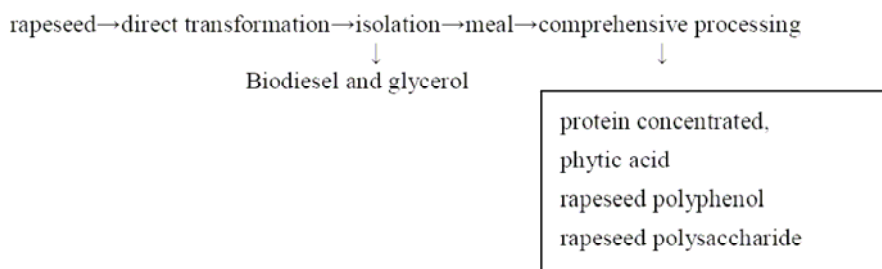 rapeseed→direct transformation→isolation→meal→comprehensive processing
↓ ↓
Biodiesel and glycerol
protein concentrated,
phytic acid
rapeseed polyphenol
rapeseed polysaccharide